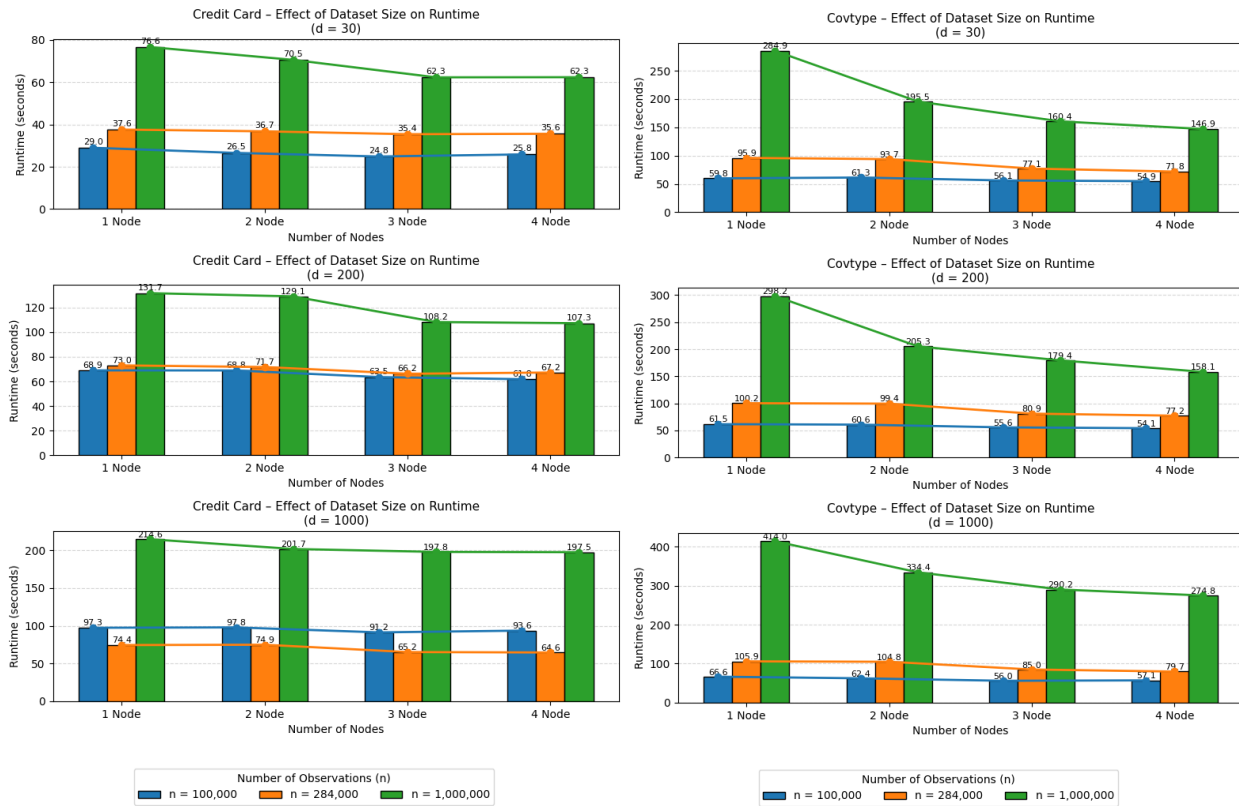 Credit Card – Effect of Dataset Size on Runtime
(d = 30)
Runtime (seconds)
80
60
40
20
0
29.0
37.6
76.6
26.5
36.7
70.5
24.8
35.4
62.3
25.8
35.6
62.3
1 Node
2 Node
3 Node
4 Node
Number of Nodes
Covtype – Effect of Dataset Size on Runtime
(d = 30)
Runtime (seconds)
250
200
150
100
50
0
59.8
95.9
284.9
61.3
93.7
195.5
56.1
77.1
160.4
54.9
71.8
146.9
1 Node
2 Node
3 Node
4 Node
Number of Nodes
Credit Card – Effect of Dataset Size on Runtime
(d = 200)
Runtime (seconds)
120
100
80
60
40
20
0
68.9
73.0
131.7
68.8
71.7
129.1
63.5
66.2
108.2
61.8
67.2
107.3
1 Node
2 Node
3 Node
4 Node
Number of Nodes
Covtype – Effect of Dataset Size on Runtime
(d = 200)
Runtime (seconds)
300
250
200
150
100
50
0
61.5
100.2
298.2
60.6
99.4
205.3
55.6
80.9
179.4
54.1
77.2
158.1
1 Node
2 Node
3 Node
4 Node
Number of Nodes
Credit Card – Effect of Dataset Size on Runtime
(d = 1000)
Runtime (seconds)
200
150
100
50
0
97.3
74.4
214.6
97.8
74.9
201.7
91.2
65.2
197.8
93.6
64.6
197.5
1 Node
2 Node
3 Node
4 Node
Number of Nodes
Covtype – Effect of Dataset Size on Runtime
(d = 1000)
Runtime (seconds)
400
300
200
100
0
66.6
105.9
414.0
62.4
104.8
334.4
56.0
85.0
290.2
57.1
79.7
274.8
1 Node
2 Node
3 Node
4 Node
Number of Nodes
Number of Observations (n)
n = 100,000
n = 284,000
n = 1,000,000
Number of Observations (n)
n = 100,000
n = 284,000
n = 1,000,000